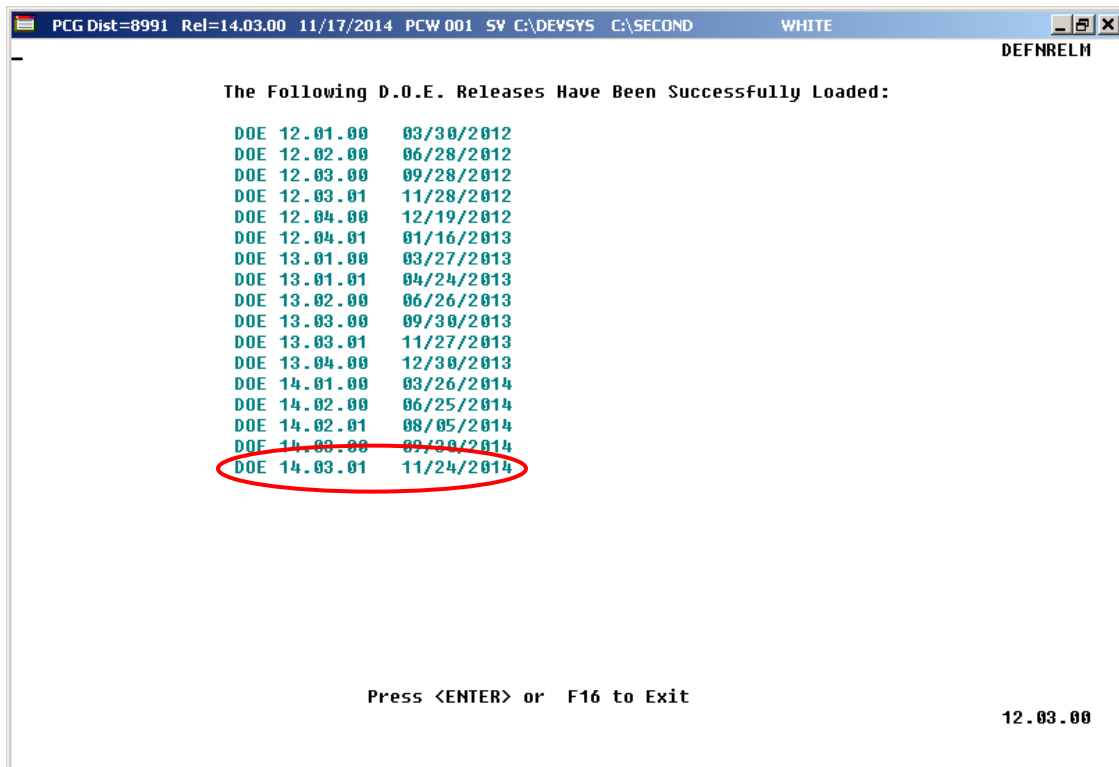 PCG Dist=8991 Rel=14.03.00 11/17/2014 PCW 001 SV C:\DEVSYS C:\SECOND WHITE
DEFNRELM
The Following D.O.E. Releases Have Been Successfully Loaded:
DOE 12.01.00 03/30/2012
DOE 12.02.00 06/28/2012
DOE 12.03.00 09/28/2012
DOE 12.03.01 11/28/2012
DOE 12.04.00 12/19/2012
DOE 12.04.01 01/16/2013
DOE 13.01.00 03/27/2013
DOE 13.01.01 04/24/2013
DOE 13.02.00 06/26/2013
DOE 13.03.00 09/30/2013
DOE 13.03.01 11/27/2013
DOE 13.04.00 12/30/2013
DOE 14.01.00 03/26/2014
DOE 14.02.00 06/25/2014
DOE 14.02.01 08/05/2014
DOE 14.03.00 09/30/2014
DOE 14.03.01 11/24/2014
Press <ENTER> or F16 to Exit
12.03.00